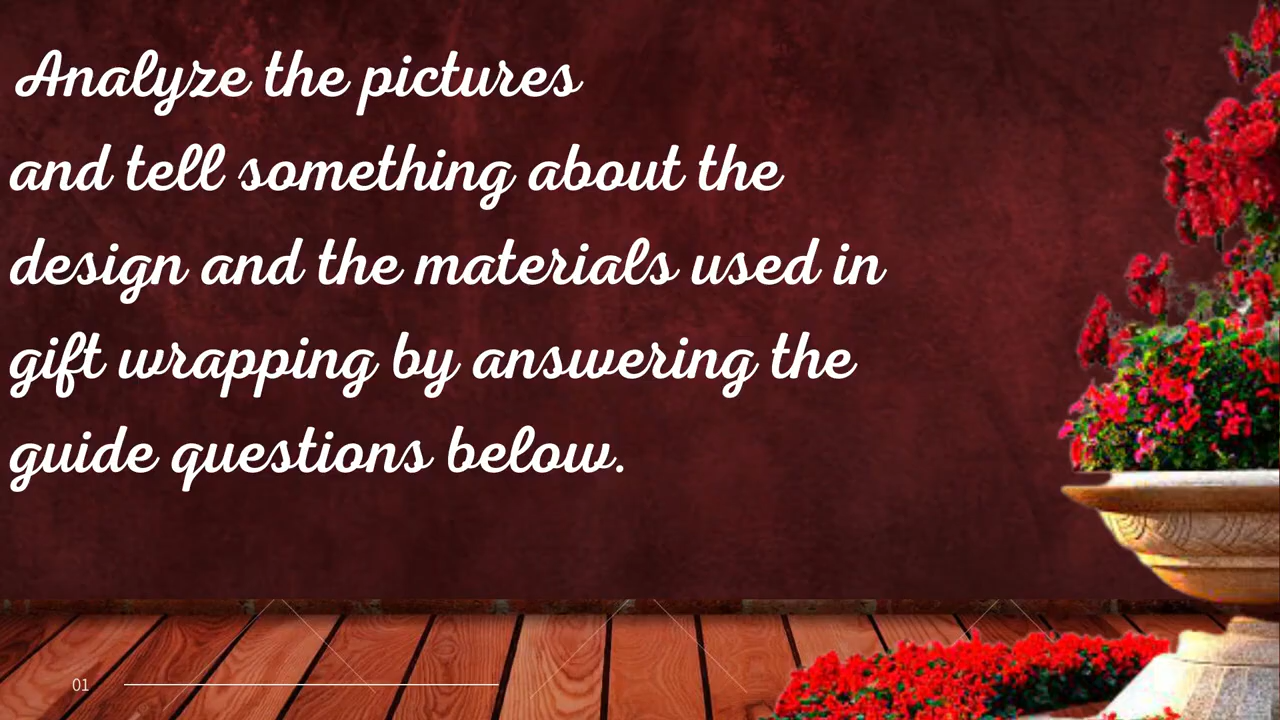 Analyze the pictures
and tell something about the
design and the materials used in
gift wrapping by answering the
guide questions below.
01